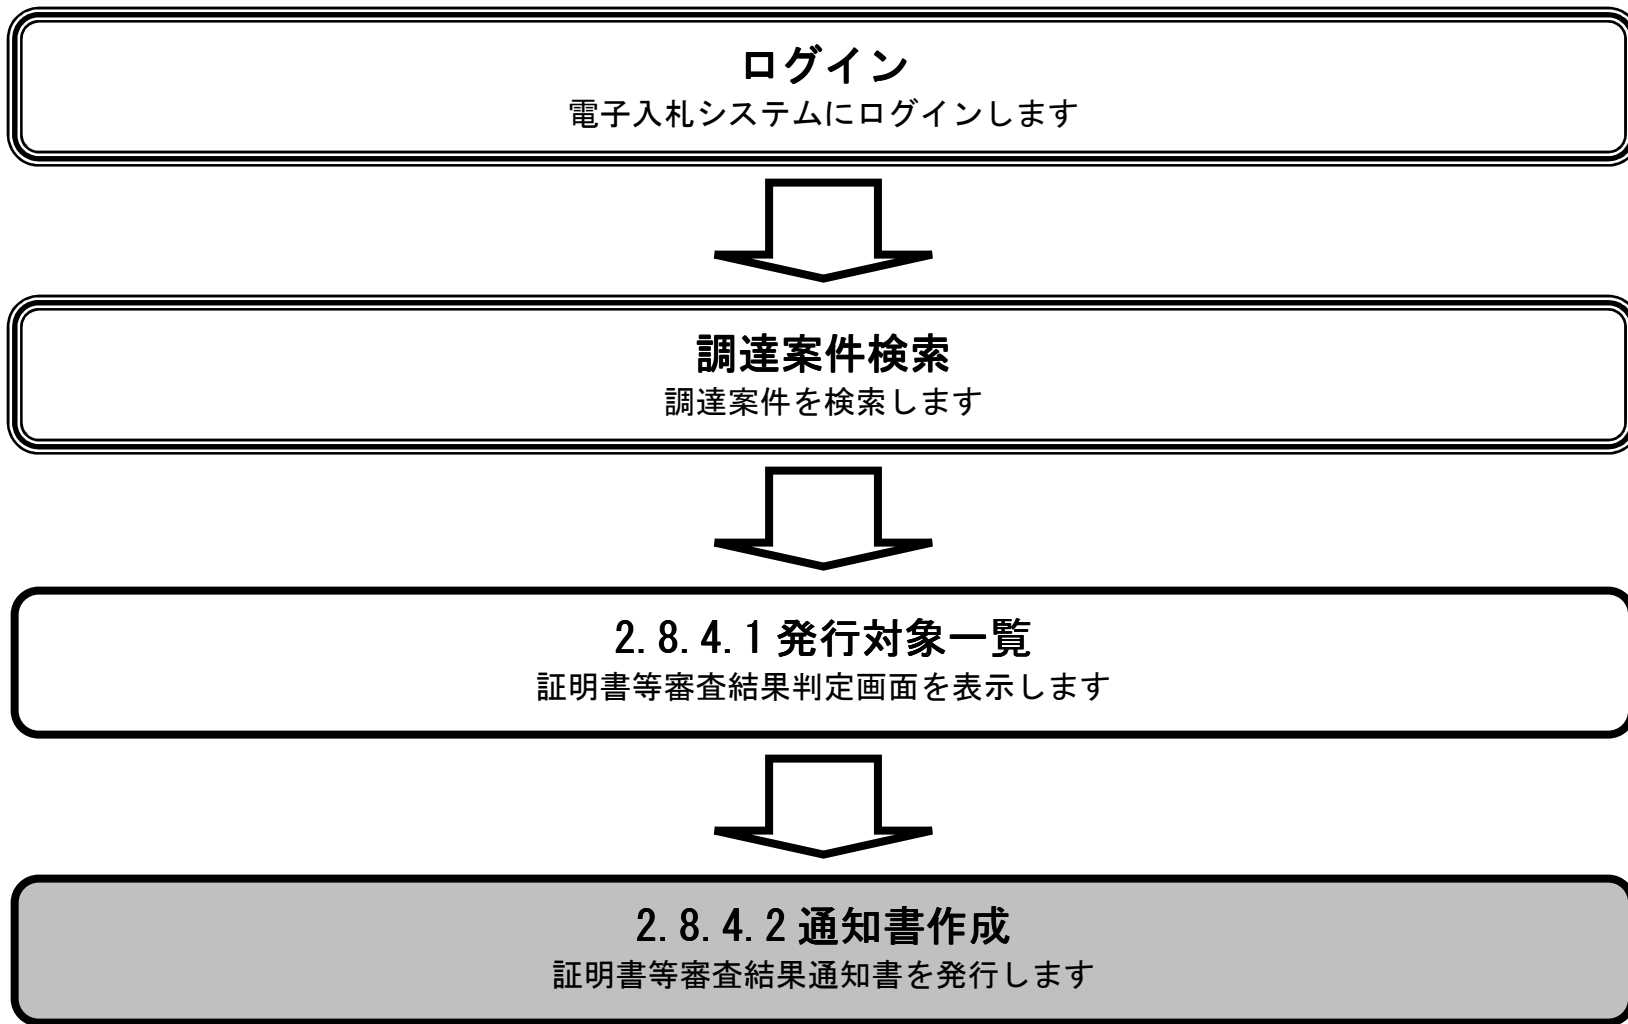 ログイン
電子入札システムにログインします
調達案件検索
調達案件を検索します
2.8.4.1 発行対象一覧
証明書等審査結果判定画面を表示します
2.8.4.2 通知書作成
証明書等審査結果通知書を発行します